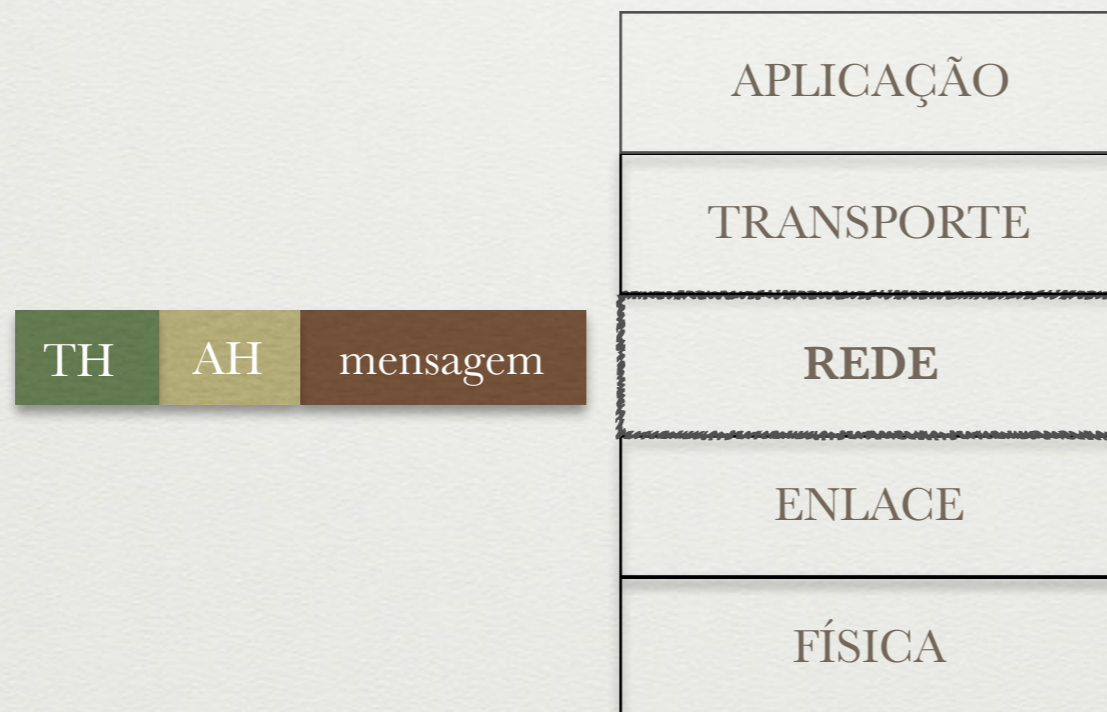 APLICAÇÃO
TRANSPORTE
TH AH mensagem
REDE
ENLACE
FÍSICA